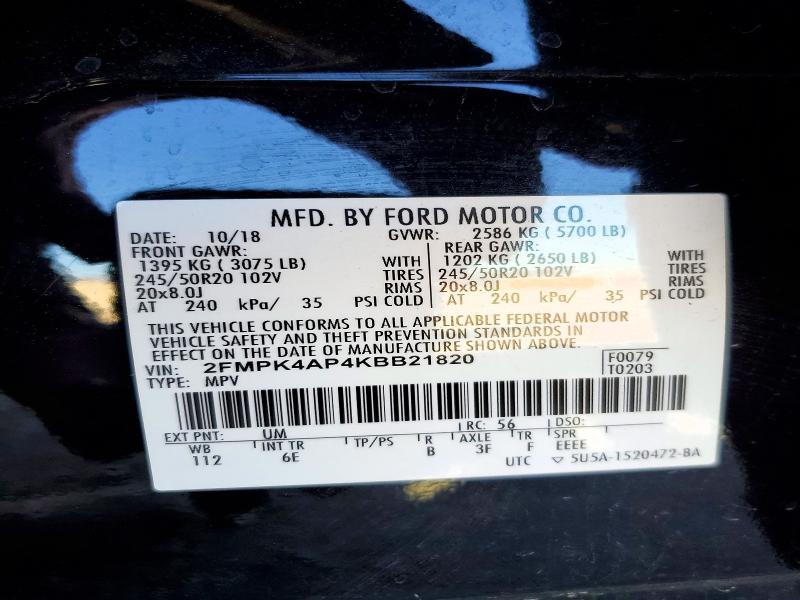 MFD. BY FORD MOTOR CO.
DATE: 10/18 GVWR: 2586 KG ( 5700 LB)
FRONT GAWR: REAR GAWR:
1395 KG ( 3075 LB) WITH 1202 KG ( 2650 LB) WITH
245/50R20 102V TIRES 245/50R20 102V TIRES
20x8.0J RIMS 20x8.0J RIMS
AT 240 kPa/ 35 PSI COLD AT 240 kPa/ 35 PSI COLD
THIS VEHICLE CONFORMS TO ALL APPLICABLE FEDERAL MOTOR
VEHICLE SAFETY AND THEFT PREVENTION STANDARDS IN
EFFECT ON THE DATE OF MANUFACTURE SHOWN ABOVE.
VIN: 2FMPK4AP4KBB21820 F0079
TYPE: MPV T0203
EXT PNT: UM RC: 56 DSO:
WB INT TR TP/PS R AXLE TR SPR
112 6E B 3F F EEEE
UTC ▽ 5U5A-1520472-BA